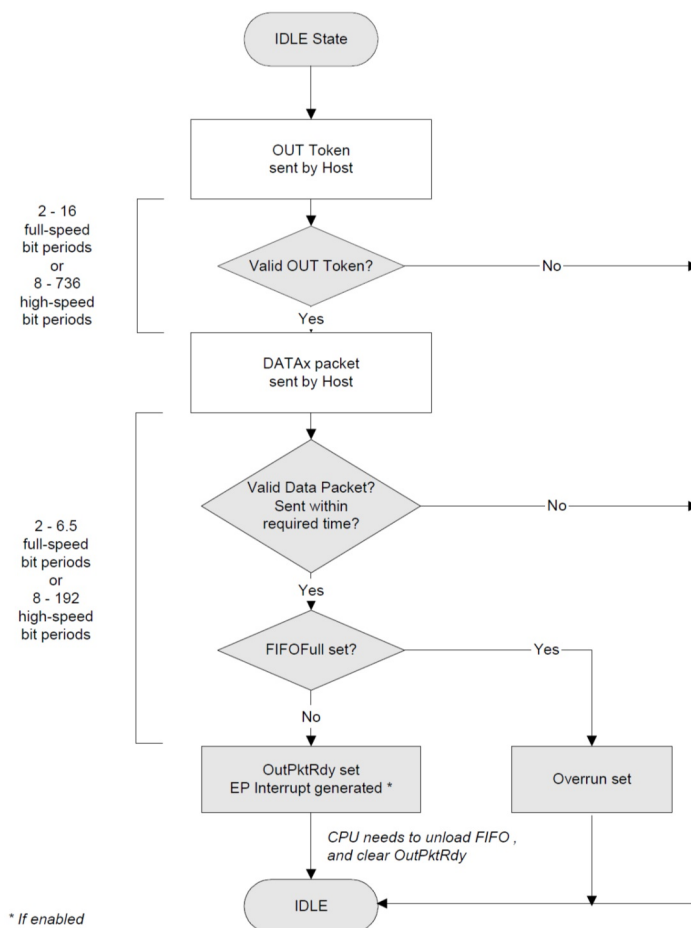 IDLE State
OUT Token
sent by Host
2 - 16
full-speed
bit periods
or
8 - 736
high-speed
bit periods
Valid OUT Token?
No
Yes
DATAx packet
sent by Host
Valid Data Packet?
Sent within
required time?
No
2 - 6.5
full-speed
bit periods
or
8 - 192
high-speed
bit periods
Yes
FIFOFull set?
Yes
No
OutPktRdy set
EP Interrupt generated *
Overrun set
CPU needs to unload FIFO ,
and clear OutPktRdy
IDLE
* If enabled